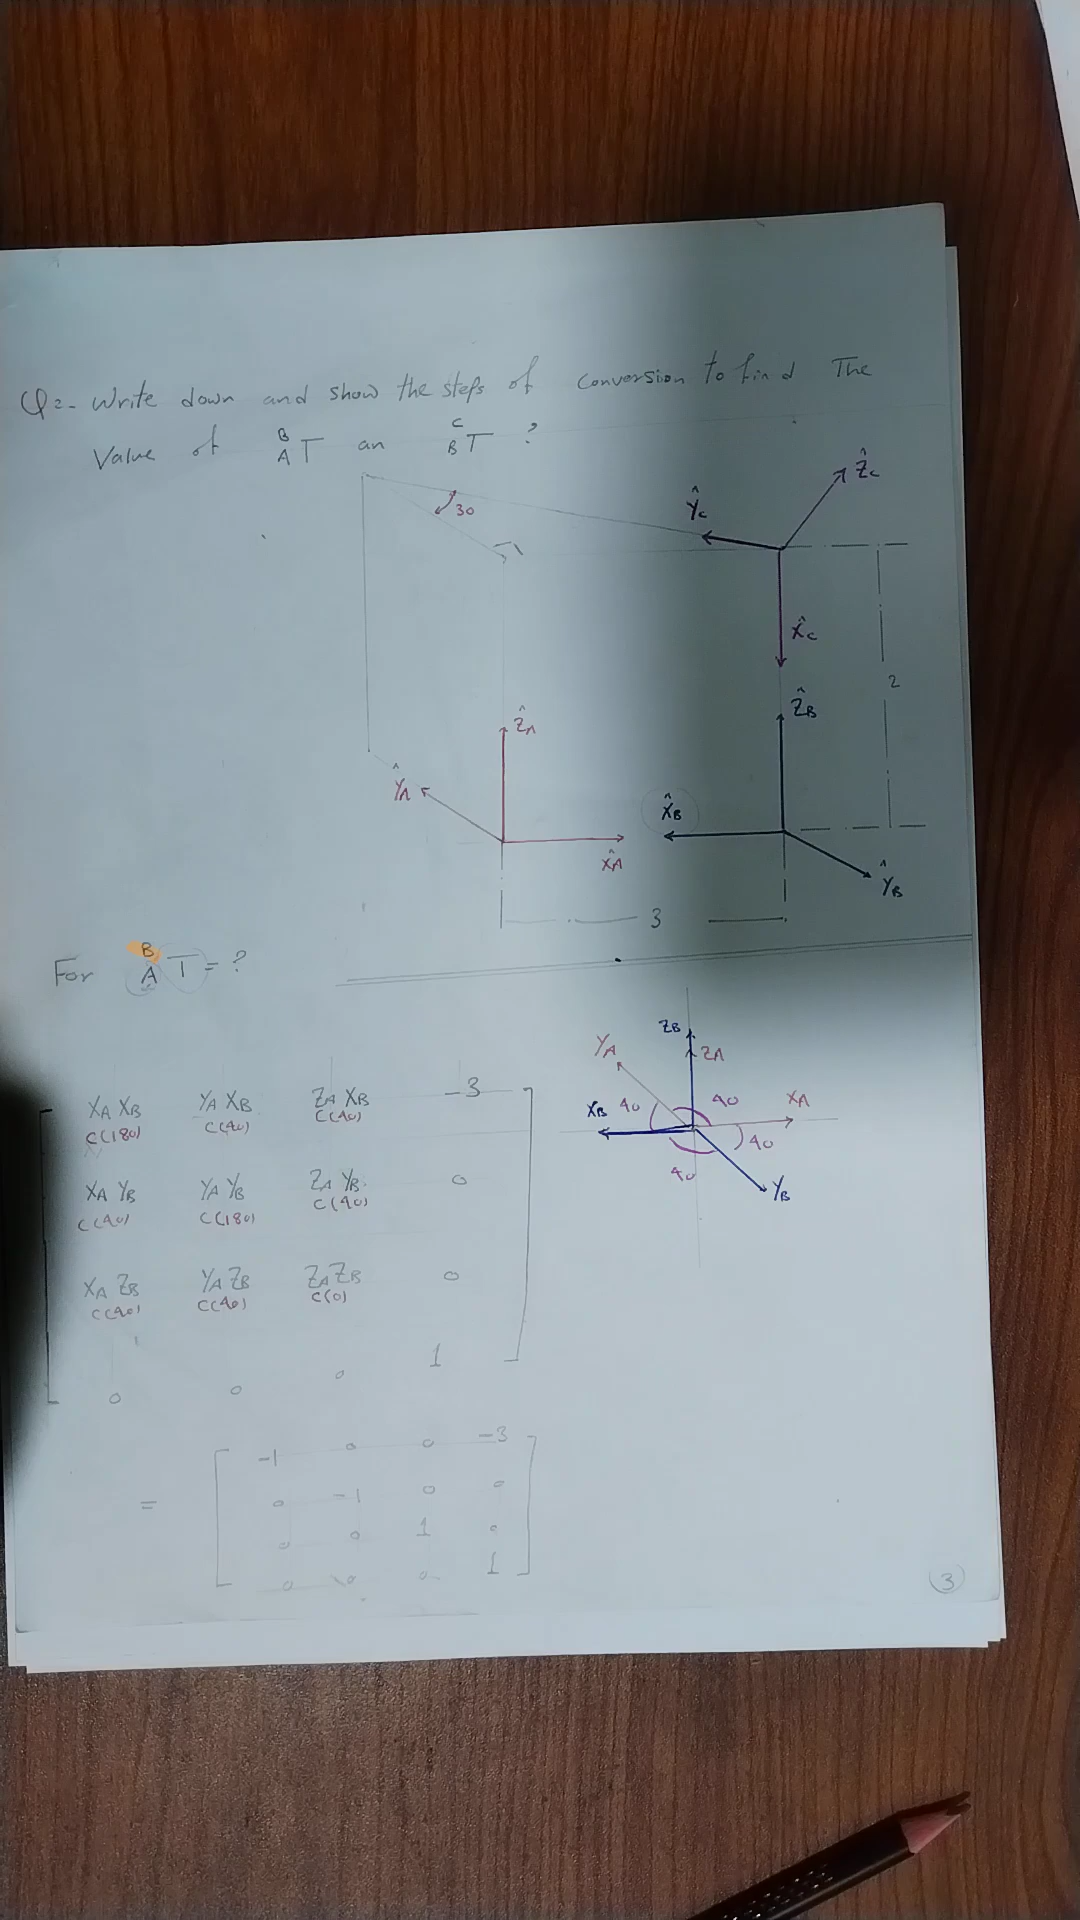 Q2- Write down and show the steps of conversion to find The
Value of B A T an C B T ?
30
ŶC
ẐC
X̂C
2
ẐB
ẐA
ŶA
X̂B
X̂A
ŶB
3
For B A T = ?
ZB
YA
ZA
XB 90 90 XA
90
90
YB
XA XB YA XB ZA XB -3
C(180) C(90) C(90)
XA YB YA YB ZA YB 0
C(90) C(180) C(90)
XA ZB YA ZB ZA ZB 0
C(90) C(90) C(0)
0 0 0 1
= -1 0 0 -3
0 -1 0 0
0 0 1 0
0 0 0 1
3